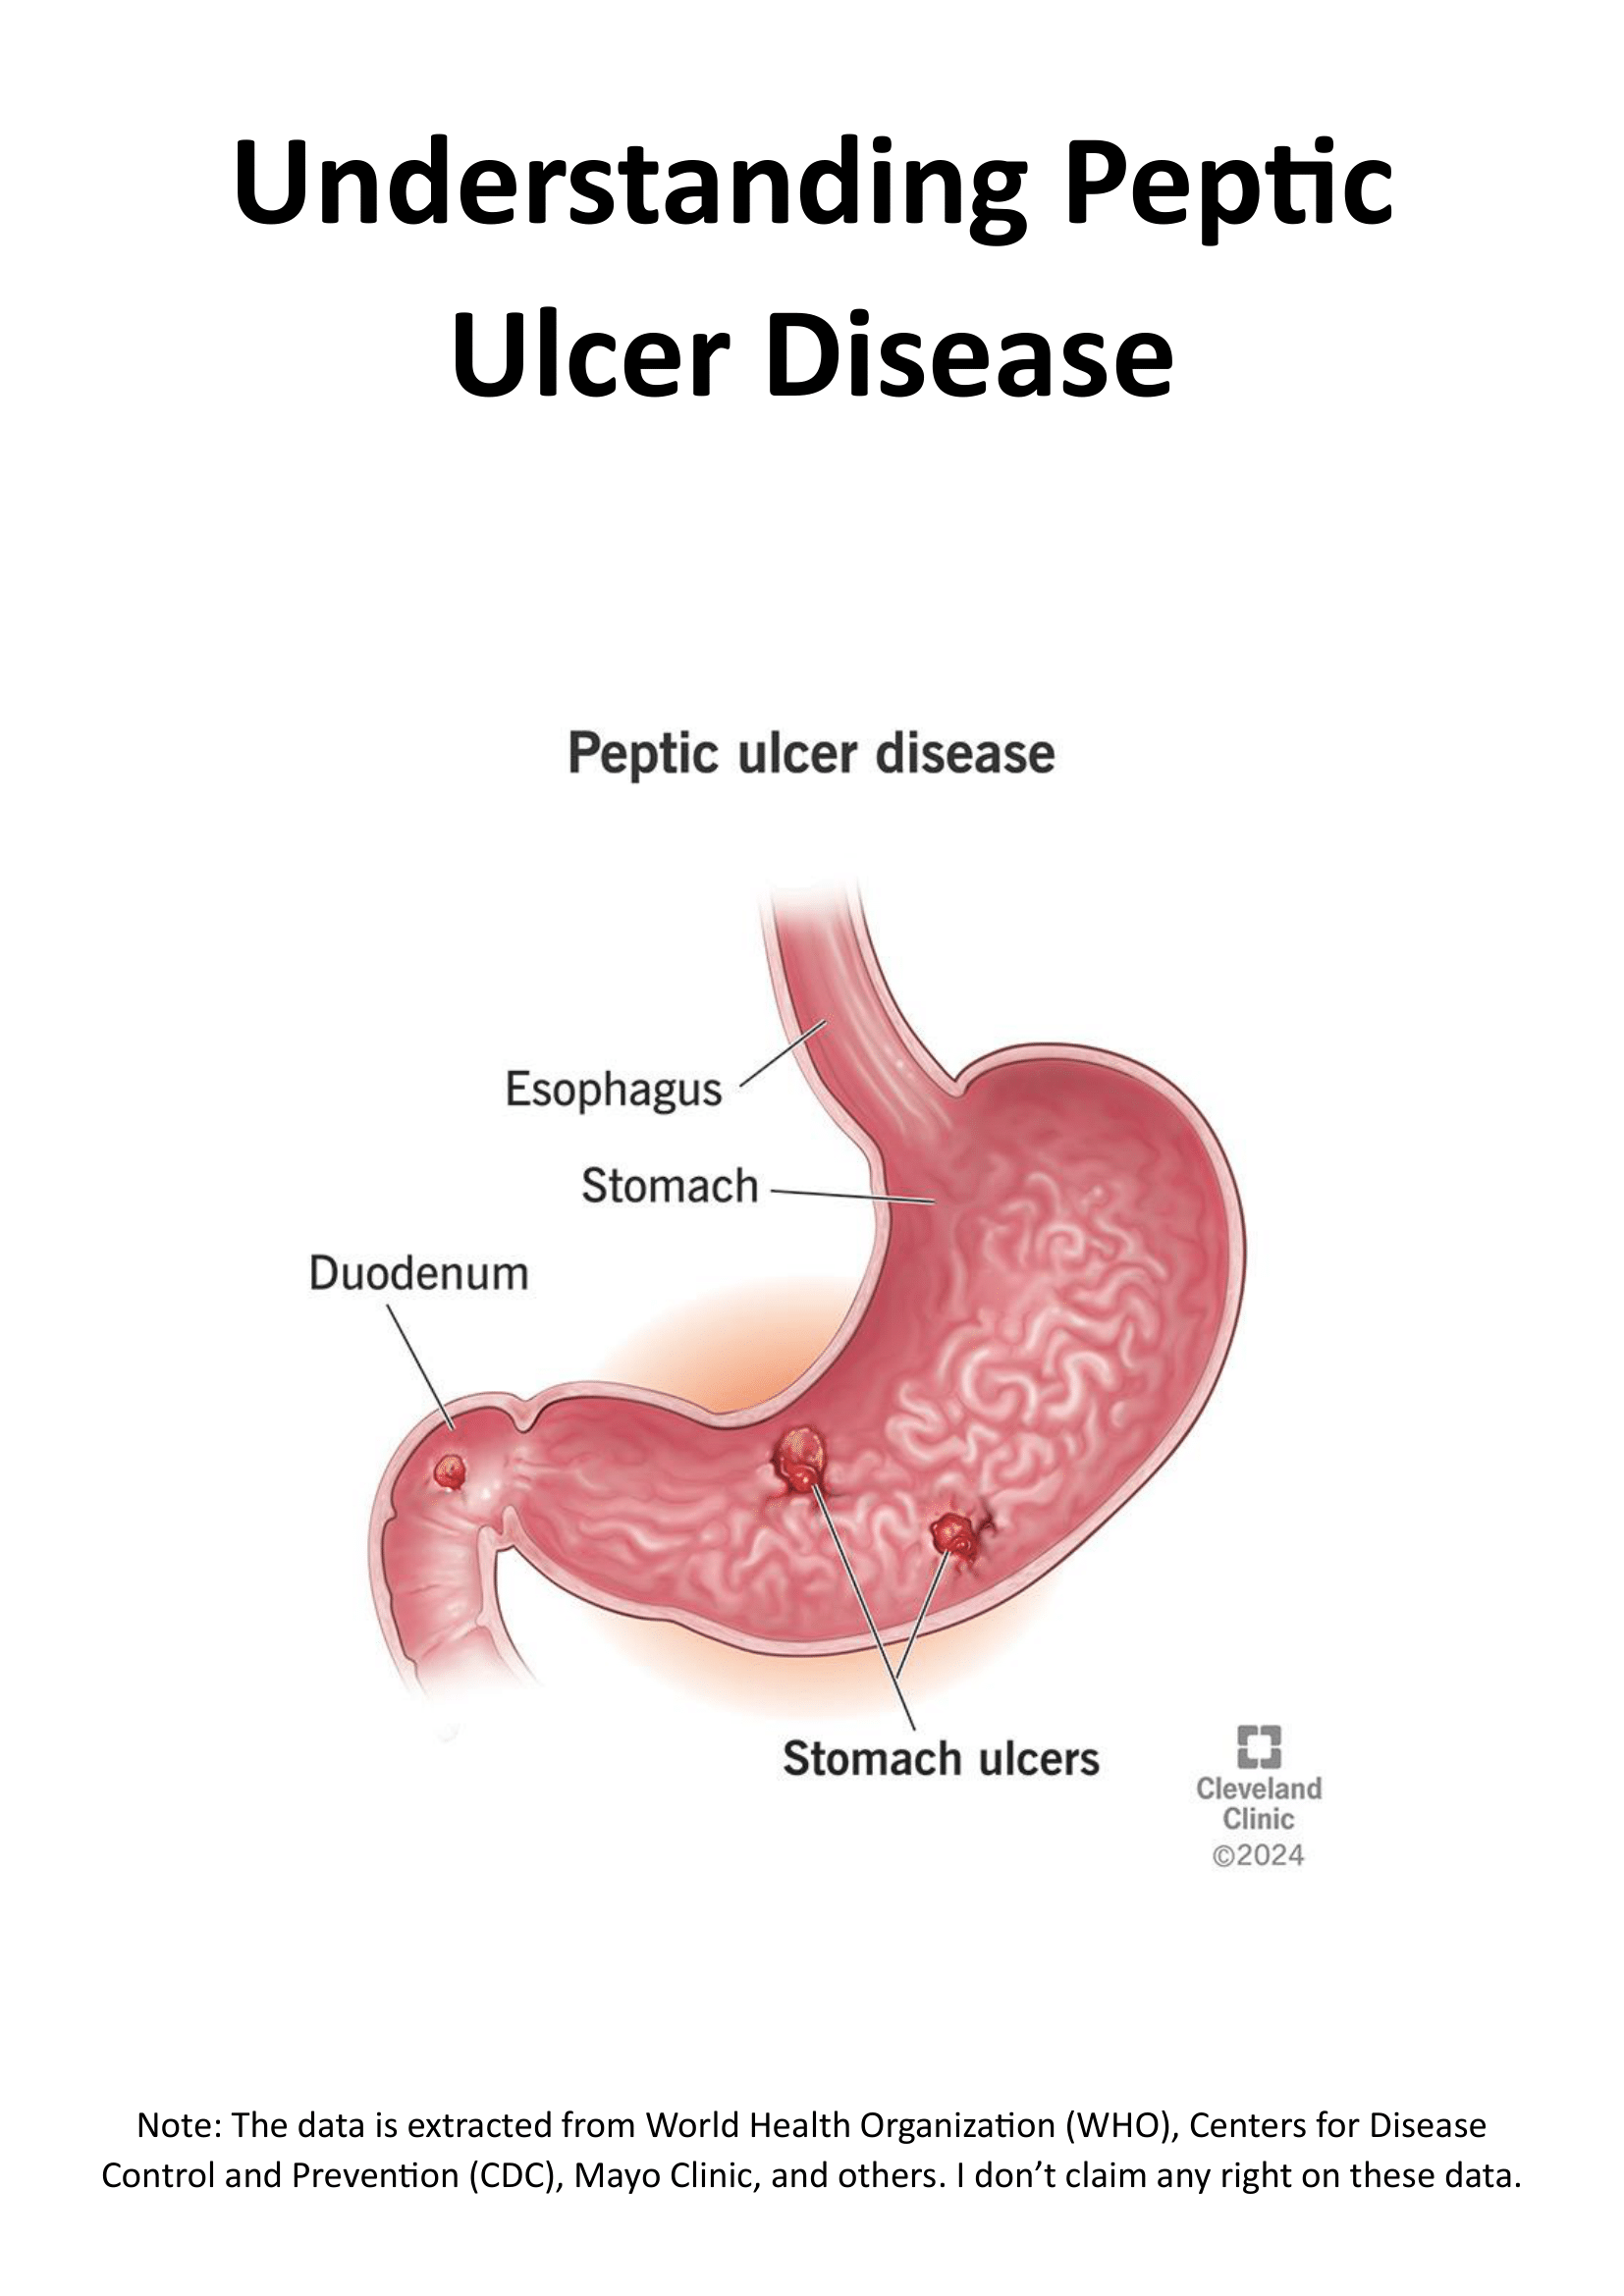 Understanding Peptic
Ulcer Disease
Peptic ulcer disease
Esophagus
Stomach
Duodenum
Stomach ulcers
Cleveland
Clinic
©2024
Note: The data is extracted from World Health Organization (WHO), Centers for Disease
Control and Prevention (CDC), Mayo Clinic, and others. I don’t claim any right on these data.